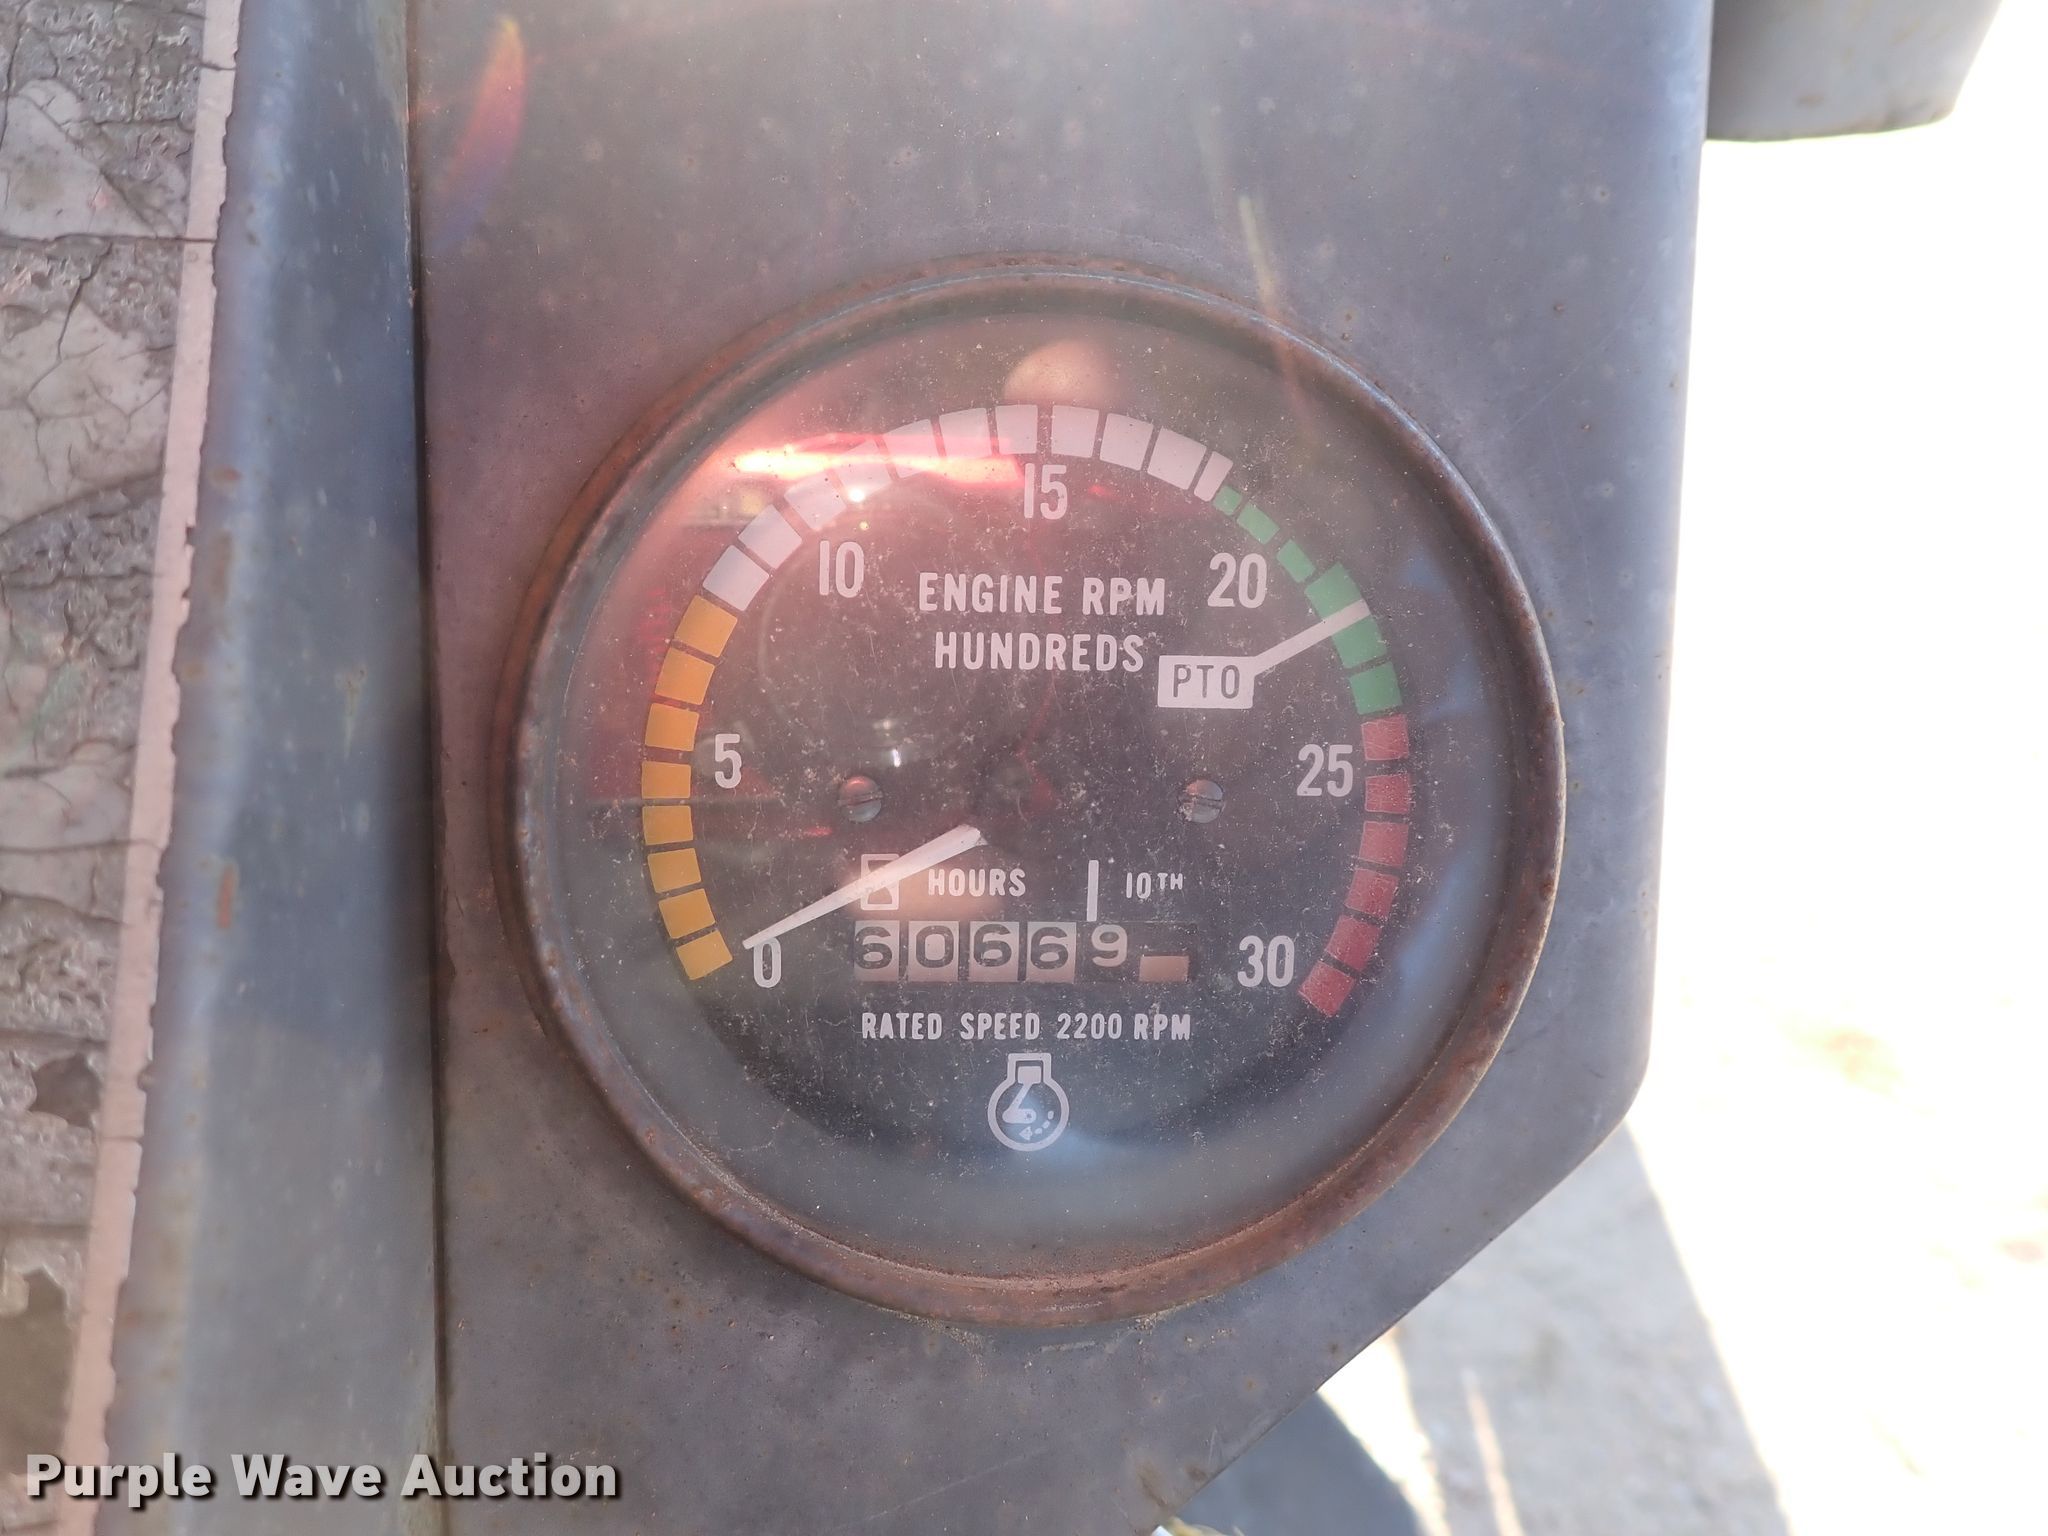 15
10
20
ENGINE RPM
HUNDREDS
PTO
5
25
HOURS
10TH
0
60669
30
RATED SPEED 2200 RPM
Purple Wave Auction